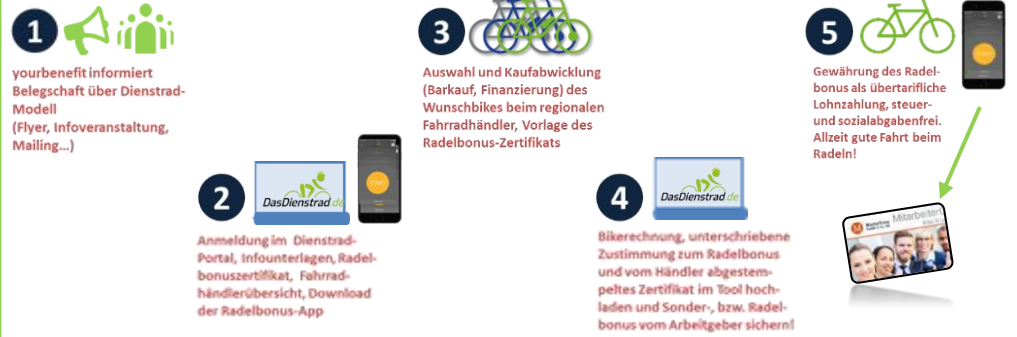 1
yourbenefit informiert
Belegschaft über Dienstrad-
Modell
(Flyer, Infoveranstaltung,
Mailing...)
2
DasDienstrad.de
Anmeldung im Dienstrad-
Portal, Infounterlagen, Radel-
bonuszertifikat, Fahrrad-
händlerübersicht, Download
der Radelbonus-App
3
Auswahl und Kaufabwicklung
(Barkauf, Finanzierung) des
Wunschbikes beim regionalen
Fahrradhändler, Vorlage des
Radelbonus-Zertifikats
4
DasDienstrad.de
Bikerechnung, unterschriebene
Zustimmung zum Radelbonus
und vom Händler abgestem-
peltes Zertifikat im Tool hoch-
laden und Sonder-, bzw. Radel-
bonus vom Arbeitgeber sichern!
5
Gewährung des Radel-
bonus als übertarifliche
Lohnzahlung, steuer-
und sozialabgabenfrei.
Allzeit gute Fahrt beim
Radeln!
M